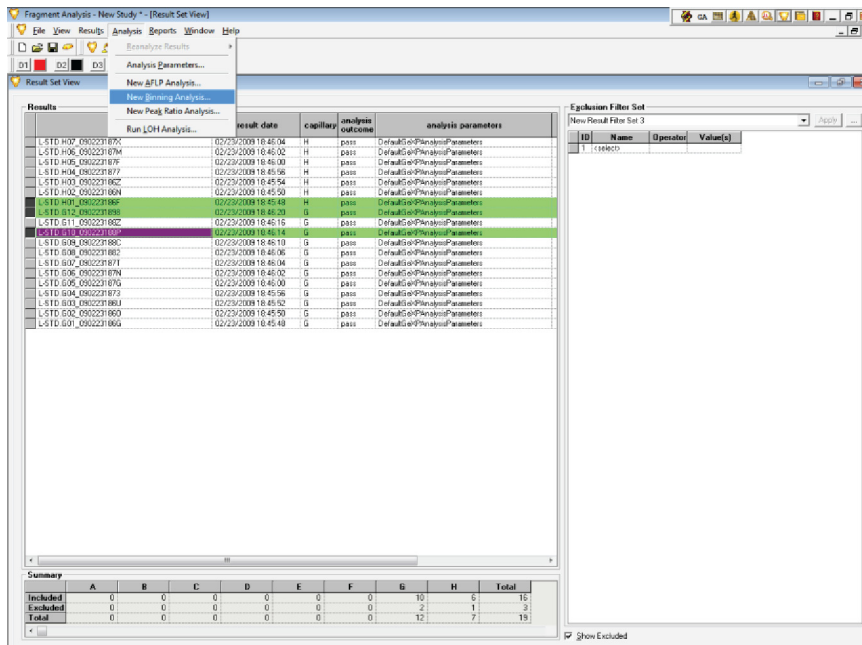 Fragment Analysis - New Study * - [Result Set View]
File View Results Analysis Reports Window Help
GA
Reanalyze Results
D1 D2 D3
Analysis Parameters...
New AFLP Analysis...
New Binning Analysis...
New Peak Ratio Analysis...
Run LOH Analysis...
Result Set View
Results
result date capillary analysis outcome analysis parameters
L-STD.H07_090223187X 02/23/2009 18:46:04 H pass DefaultGeXPAnalysisParameters
L-STD.H06_090223187M 02/23/2009 18:46:02 H pass DefaultGeXPAnalysisParameters
L-STD.H05_090223187F 02/23/2009 18:46:00 H pass DefaultGeXPAnalysisParameters
L-STD.H04_0902231877 02/23/2009 18:45:56 H pass DefaultGeXPAnalysisParameters
L-STD.H03_090223186Z 02/23/2009 18:45:54 H pass DefaultGeXPAnalysisParameters
L-STD.H02_090223186N 02/23/2009 18:45:50 H pass DefaultGeXPAnalysisParameters
L-STD.H01_090223186F 02/23/2009 18:45:48 H pass DefaultGeXPAnalysisParameters
02/23/2009 18:46:20 G pass DefaultGeXPAnalysisParameters
L-STD.G11_090223188Z 02/23/2009 18:46:16 G pass DefaultGeXPAnalysisParameters
02/23/2009 18:46:14 G pass DefaultGeXPAnalysisParameters
L-STD.G09_090223188C 02/23/2009 18:46:10 G pass DefaultGeXPAnalysisParameters
L-STD.G08_0902231882 02/23/2009 18:46:06 G pass DefaultGeXPAnalysisParameters
L-STD.G07_090223187T 02/23/2009 18:46:04 G pass DefaultGeXPAnalysisParameters
L-STD.G06_090223187N 02/23/2009 18:46:02 G pass DefaultGeXPAnalysisParameters
L-STD.G05_090223187G 02/23/2009 18:46:00 G pass DefaultGeXPAnalysisParameters
L-STD.G04_0902231873 02/23/2009 18:45:56 G pass DefaultGeXPAnalysisParameters
L-STD.G03_090223186U 02/23/2009 18:45:52 G pass DefaultGeXPAnalysisParameters
L-STD.G02_090223186O 02/23/2009 18:45:50 G pass DefaultGeXPAnalysisParameters
L-STD.G01_090223186G 02/23/2009 18:45:48 G pass DefaultGeXPAnalysisParameters
Exclusion Filter Set
New Result Filter Set 3 Apply ...
ID Name Operator Value(s)
1 <select>
Summary
A B C D E F G H Total
Included 0 0 0 0 0 0 10 6 16
Excluded 0 0 0 0 0 0 2 1 3
Total 0 0 0 0 0 0 12 7 19
Show Excluded